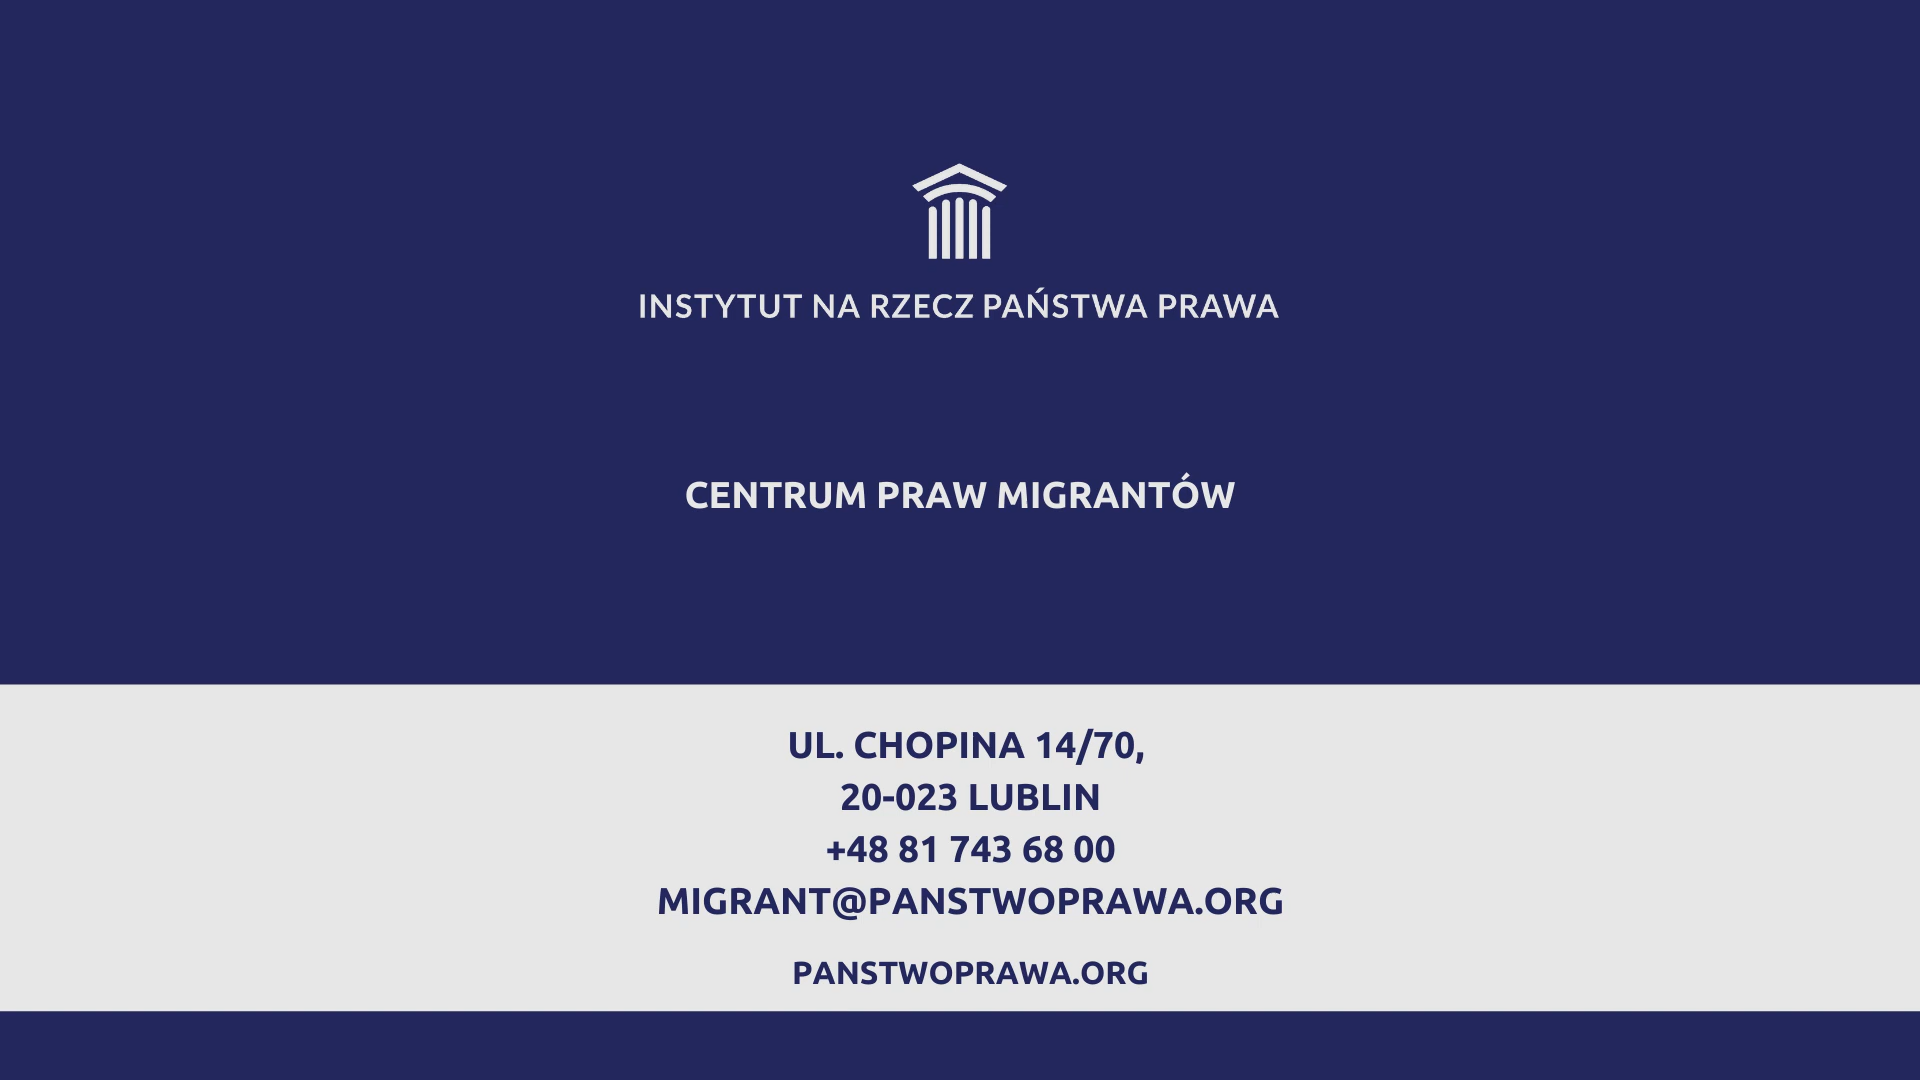 INSTYTUT NA RZECZ PAŃSTWA PRAWA
CENTRUM PRAW MIGRANTÓW
UL. CHOPINA 14/70,
20-023 LUBLIN
+48 81 743 68 00
MIGRANT@PANSTWOPRAWA.ORG
PANSTWOPRAWA.ORG